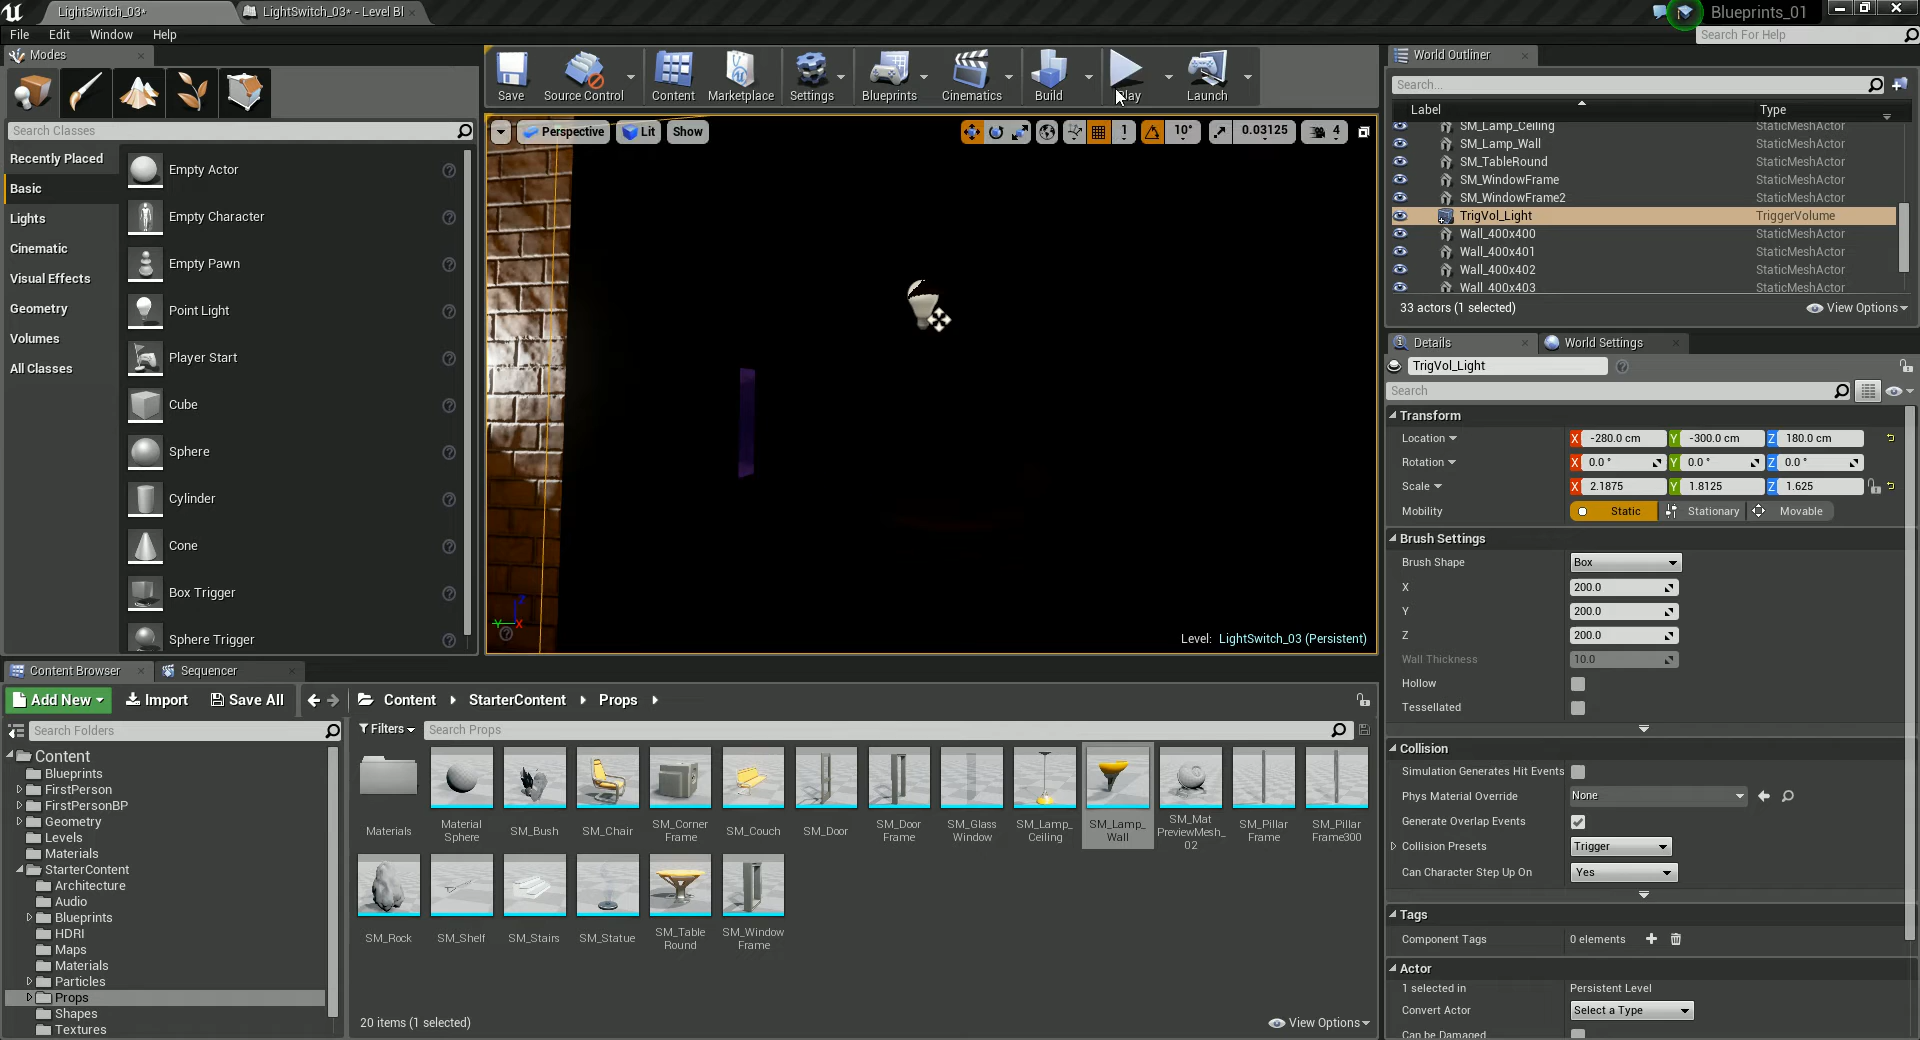 LightSwitch_03*
LightSwitch_03* - Level Bl
Blueprints_01
File Edit Window Help
Search For Help
Modes
Search Classes
Recently Placed
Basic
Lights
Cinematic
Visual Effects
Geometry
Volumes
All Classes
Empty Actor
Empty Character
Empty Pawn
Point Light
Player Start
Cube
Sphere
Cylinder
Cone
Box Trigger
Sphere Trigger
Save
Source Control
Content
Marketplace
Settings
Blueprints
Cinematics
Build
Play
Launch
Perspective Lit Show
1 10° 0.03125 4
Level: LightSwitch_03 (Persistent)
World Outliner
Search...
Label Type
SM_Lamp_Ceiling StaticMeshActor
SM_Lamp_Wall StaticMeshActor
SM_TableRound StaticMeshActor
SM_WindowFrame StaticMeshActor
SM_WindowFrame2 StaticMeshActor
TrigVol_Light TriggerVolume
Wall_400x400 StaticMeshActor
Wall_400x401 StaticMeshActor
Wall_400x402 StaticMeshActor
Wall_400x403 StaticMeshActor
33 actors (1 selected) View Options
Details World Settings
TrigVol_Light
Search
Transform
Location X -280.0 cm Y -300.0 cm Z 180.0 cm
Rotation X 0.0 ° Y 0.0 ° Z 0.0 °
Scale X 2.1875 Y 1.8125 Z 1.625
Mobility Static Stationary Movable
Brush Settings
Brush Shape Box
X 200.0
Y 200.0
Z 200.0
Wall Thickness 10.0
Hollow
Tessellated
Collision
Simulation Generates Hit Events
Phys Material Override None
Generate Overlap Events
Collision Presets Trigger
Can Character Step Up On Yes
Tags
Component Tags 0 elements
Actor
1 selected in Persistent Level
Convert Actor Select a Type
Can be Damaged
Content Browser Sequencer
Add New Import Save All Content StarterContent Props
Search Folders
Filters Search Props
Content
Blueprints
FirstPerson
FirstPersonBP
Geometry
Levels
Materials
StarterContent
Architecture
Audio
Blueprints
HDRI
Maps
Materials
Particles
Props
Shapes
Textures
Materials
Material
Sphere
SM_Bush
SM_Chair
SM_Corner
Frame
SM_Couch
SM_Door
SM_Door
Frame
SM_Glass
Window
SM_Lamp_
Ceiling
SM_Lamp_
Wall
SM_Mat
PreviewMesh_
02
SM_Pillar
Frame
SM_Pillar
Frame300
SM_Rock
SM_Shelf
SM_Stairs
SM_Statue
SM_Table
Round
SM_Window
Frame
20 items (1 selected) View Options